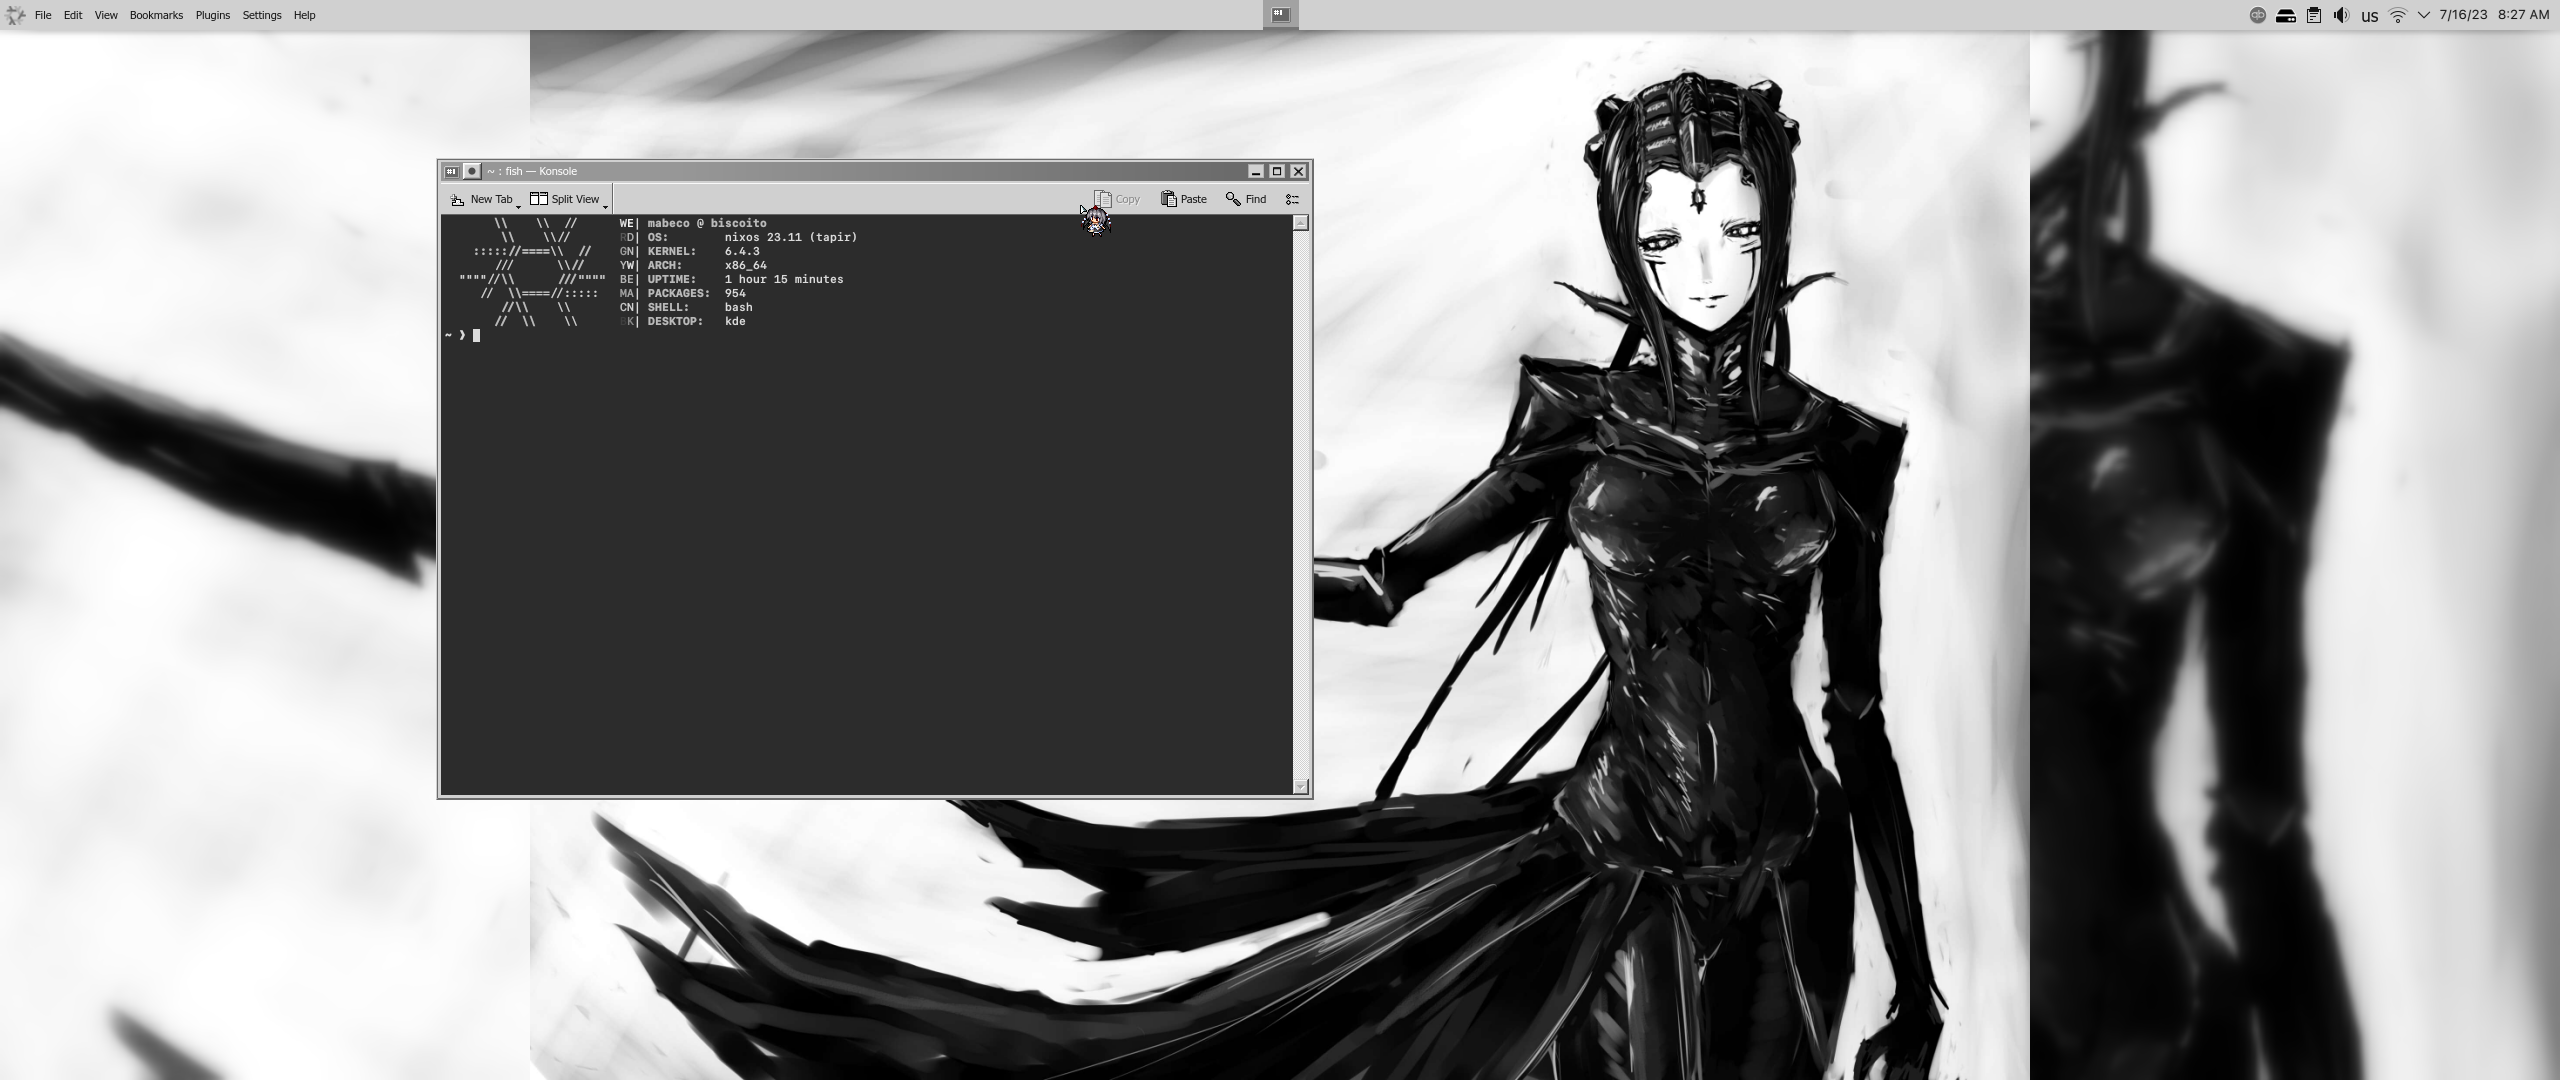 File Edit View Bookmarks Plugins Settings Help
us 7/16/23 8:27 AM
~ : fish — Konsole
New Tab Split View Copy Paste Find
WE| mabeco @ biscoito
RD| OS: nixos 23.11 (tapir)
GN| KERNEL: 6.4.3
YW| ARCH: x86_64
BE| UPTIME: 1 hour 15 minutes
MA| PACKAGES: 954
CN| SHELL: bash
BK| DESKTOP: kde
~ ❯